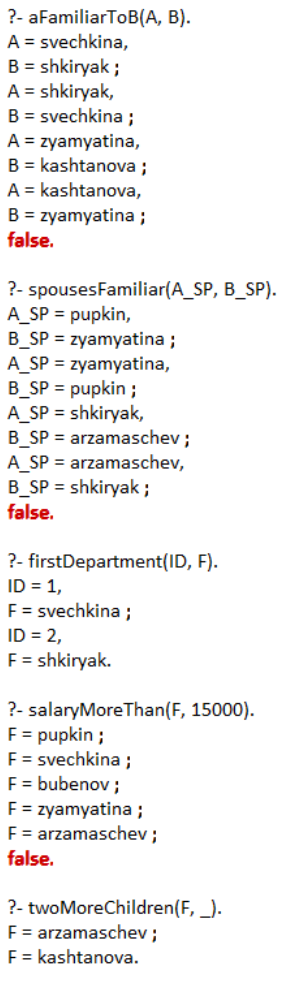 ?- aFamiliarToB(A, B).
A = svechkina,
B = shkiryak ;
A = shkiryak,
B = svechkina ;
A = zyamyatina,
B = kashtanova ;
A = kashtanova,
B = zyamyatina ;
false.
?- spousesFamiliar(A_SP, B_SP).
A_SP = pupkin,
B_SP = zyamyatina ;
A_SP = zyamyatina,
B_SP = pupkin ;
A_SP = shkiryak,
B_SP = arzamaschev ;
A_SP = arzamaschev,
B_SP = shkiryak ;
false.
?- firstDepartment(ID, F).
ID = 1,
F = svechkina ;
ID = 2,
F = shkiryak.
?- salaryMoreThan(F, 15000).
F = pupkin ;
F = svechkina ;
F = bubenov ;
F = zyamyatina ;
F = arzamaschev ;
false.
?- twoMoreChildren(F, _).
F = arzamaschev ;
F = kashtanova.